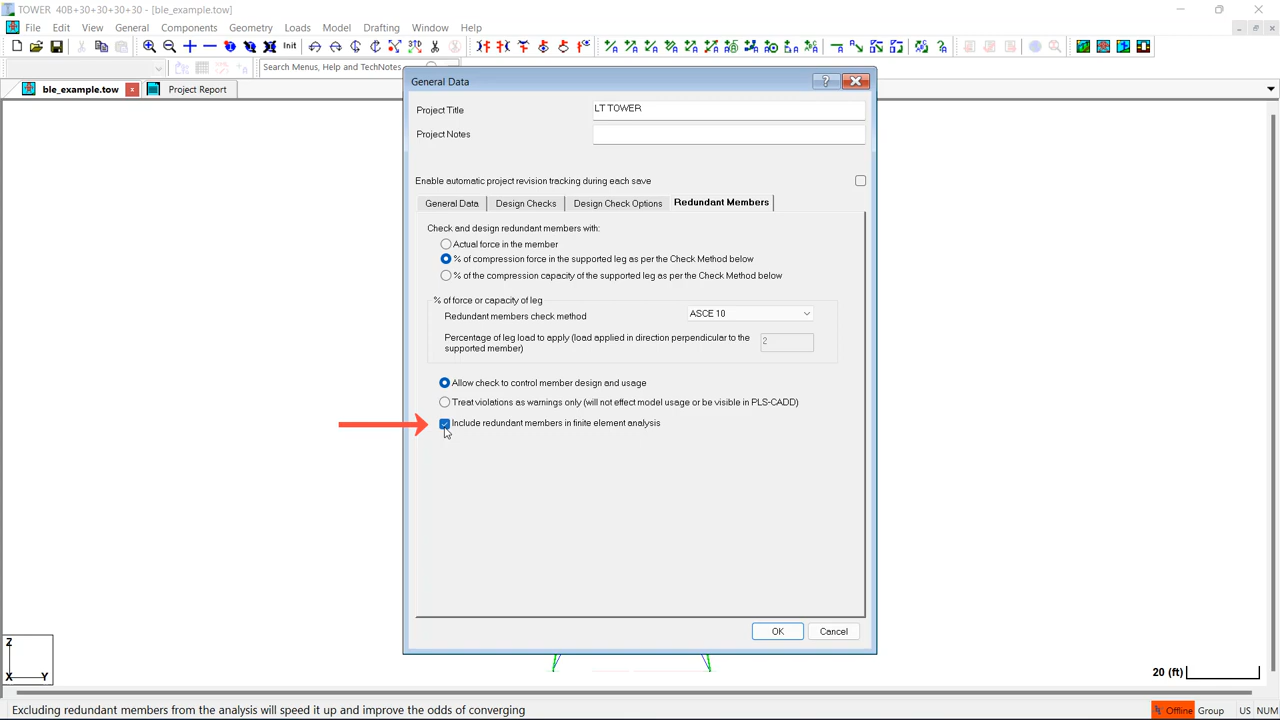 TOWER 40B+30+30+30+30 - [ble_example.tow]
File Edit View General Components Geometry Loads Model Drafting Window Help
Init
Search Menus, Help and TechNotes
ble_example.tow x Project Report
General Data
Project Title LT TOWER
Project Notes
Enable automatic project revision tracking during each save
General Data Design Checks Design Check Options Redundant Members
Check and design redundant members with:
Actual force in the member
% of compression force in the supported leg as per the Check Method below
% of the compression capacity of the supported leg as per the Check Method below
% of force or capacity of leg
Redundant members check method ASCE 10
Percentage of leg load to apply (load applied in direction perpendicular to the
supported member) 2
Allow check to control member design and usage
Treat violations as warnings only (will not effect model usage or be visible in PLS-CADD)
Include redundant members in finite element analysis
OK Cancel
Z
X Y
20 (ft)
Excluding redundant members from the analysis will speed it up and improve the odds of converging
Offline Group US NUM